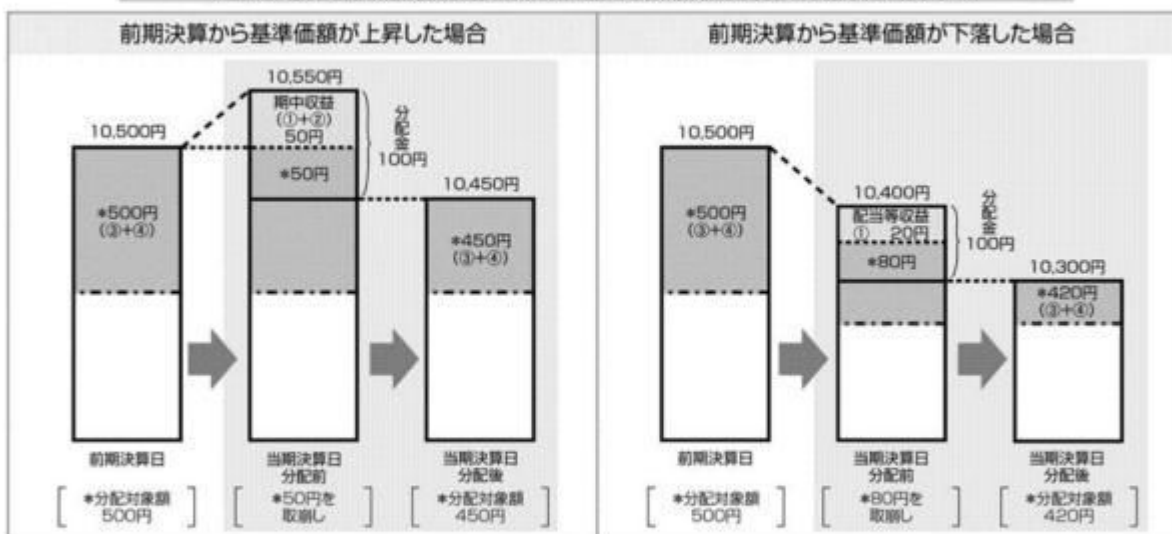 前期決算から基準価額が上昇した場合
10,550円
期中収益
(①+②)
50円
*50円
分配金
100円
10,500円
*500円
(③+④)
10,450円
*450円
(③+④)
前期決算日
当期決算日
分配前
当期決算日
分配後
*分配対象額
500円
*50円を
取崩し
*分配対象額
450円
前期決算から基準価額が下落した場合
10,500円
*500円
(③+④)
10,400円
配当等収益
① 20円
*80円
分配金
100円
10,300円
*420円
(③+④)
前期決算日
当期決算日
分配前
当期決算日
分配後
*分配対象額
500円
*80円を
取崩し
*分配対象額
420円